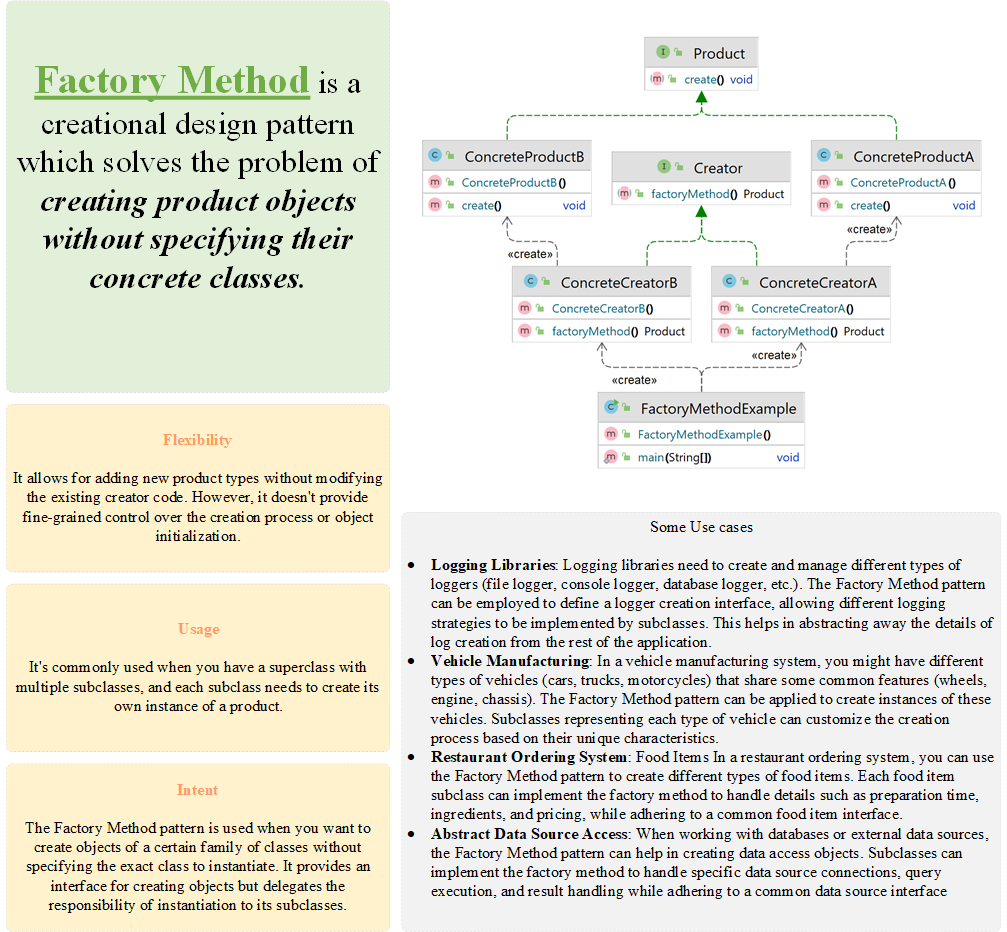 Factory Method is a
creational design pattern
which solves the problem of
creating product objects
without specifying their
concrete classes.
Flexibility
It allows for adding new product types without modifying
the existing creator code. However, it doesn't provide
fine-grained control over the creation process or object
initialization.
Usage
It's commonly used when you have a superclass with
multiple subclasses, and each subclass needs to create its
own instance of a product.
Intent
The Factory Method pattern is used when you want to
create objects of a certain family of classes without
specifying the exact class to instantiate. It provides an
interface for creating objects but delegates the
responsibility of instantiation to its subclasses.
I Product
m create() void
C ConcreteProductB
m ConcreteProductB()
m create() void
I Creator
m factoryMethod() Product
C ConcreteProductA
m ConcreteProductA()
m create() void
«create»
«create»
C ConcreteCreatorB
m ConcreteCreatorB()
m factoryMethod() Product
C ConcreteCreatorA
m ConcreteCreatorA()
m factoryMethod() Product
«create»
«create»
C FactoryMethodExample
m FactoryMethodExample()
m main(String[]) void
Some Use cases
• Logging Libraries: Logging libraries need to create and manage different types of
loggers (file logger, console logger, database logger, etc.). The Factory Method pattern
can be employed to define a logger creation interface, allowing different logging
strategies to be implemented by subclasses. This helps in abstracting away the details of
log creation from the rest of the application.
• Vehicle Manufacturing: In a vehicle manufacturing system, you might have different
types of vehicles (cars, trucks, motorcycles) that share some common features (wheels,
engine, chassis). The Factory Method pattern can be applied to create instances of these
vehicles. Subclasses representing each type of vehicle can customize the creation
process based on their unique characteristics.
• Restaurant Ordering System: Food Items In a restaurant ordering system, you can use
the Factory Method pattern to create different types of food items. Each food item
subclass can implement the factory method to handle details such as preparation time,
ingredients, and pricing, while adhering to a common food item interface.
• Abstract Data Source Access: When working with databases or external data sources,
the Factory Method pattern can help in creating data access objects. Subclasses can
implement the factory method to handle specific data source connections, query
execution, and result handling while adhering to a common data source interface